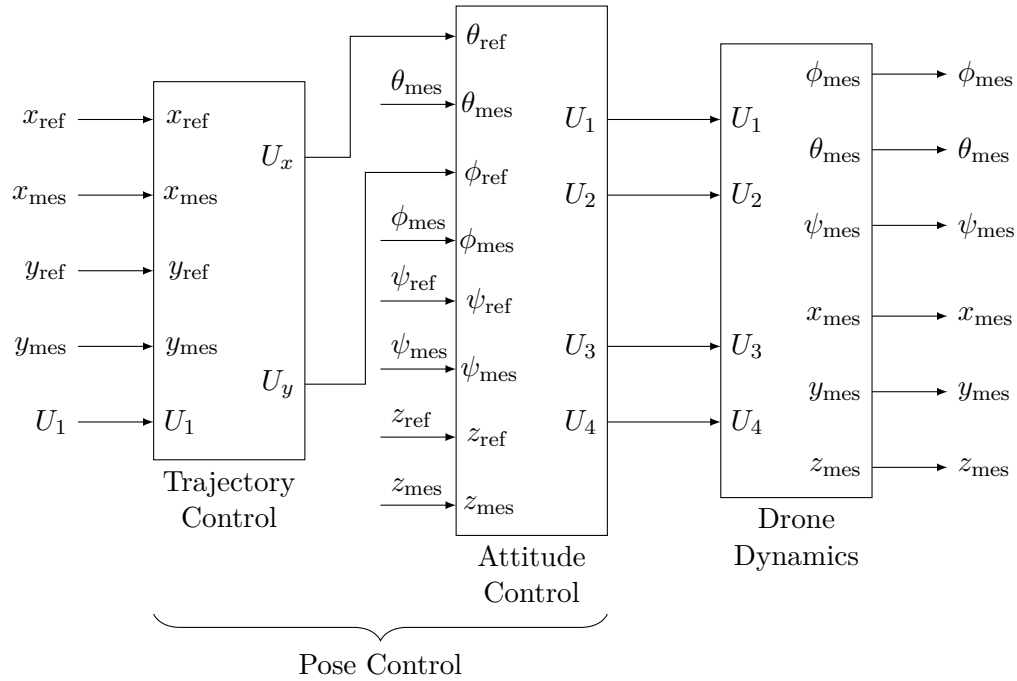 x_ref
x_mes
y_ref
y_mes
U_1
x_ref
x_mes
y_ref
y_mes
U_1
U_x
U_y
Trajectory
Control
θ_mes
ϕ_mes
ψ_ref
ψ_mes
z_ref
z_mes
θ_ref
θ_mes
ϕ_ref
ϕ_mes
ψ_ref
ψ_mes
z_ref
z_mes
U_1
U_2
U_3
U_4
Attitude
Control
U_1
U_2
U_3
U_4
ϕ_mes
θ_mes
ψ_mes
x_mes
y_mes
z_mes
Drone
Dynamics
ϕ_mes
θ_mes
ψ_mes
x_mes
y_mes
z_mes
Pose Control